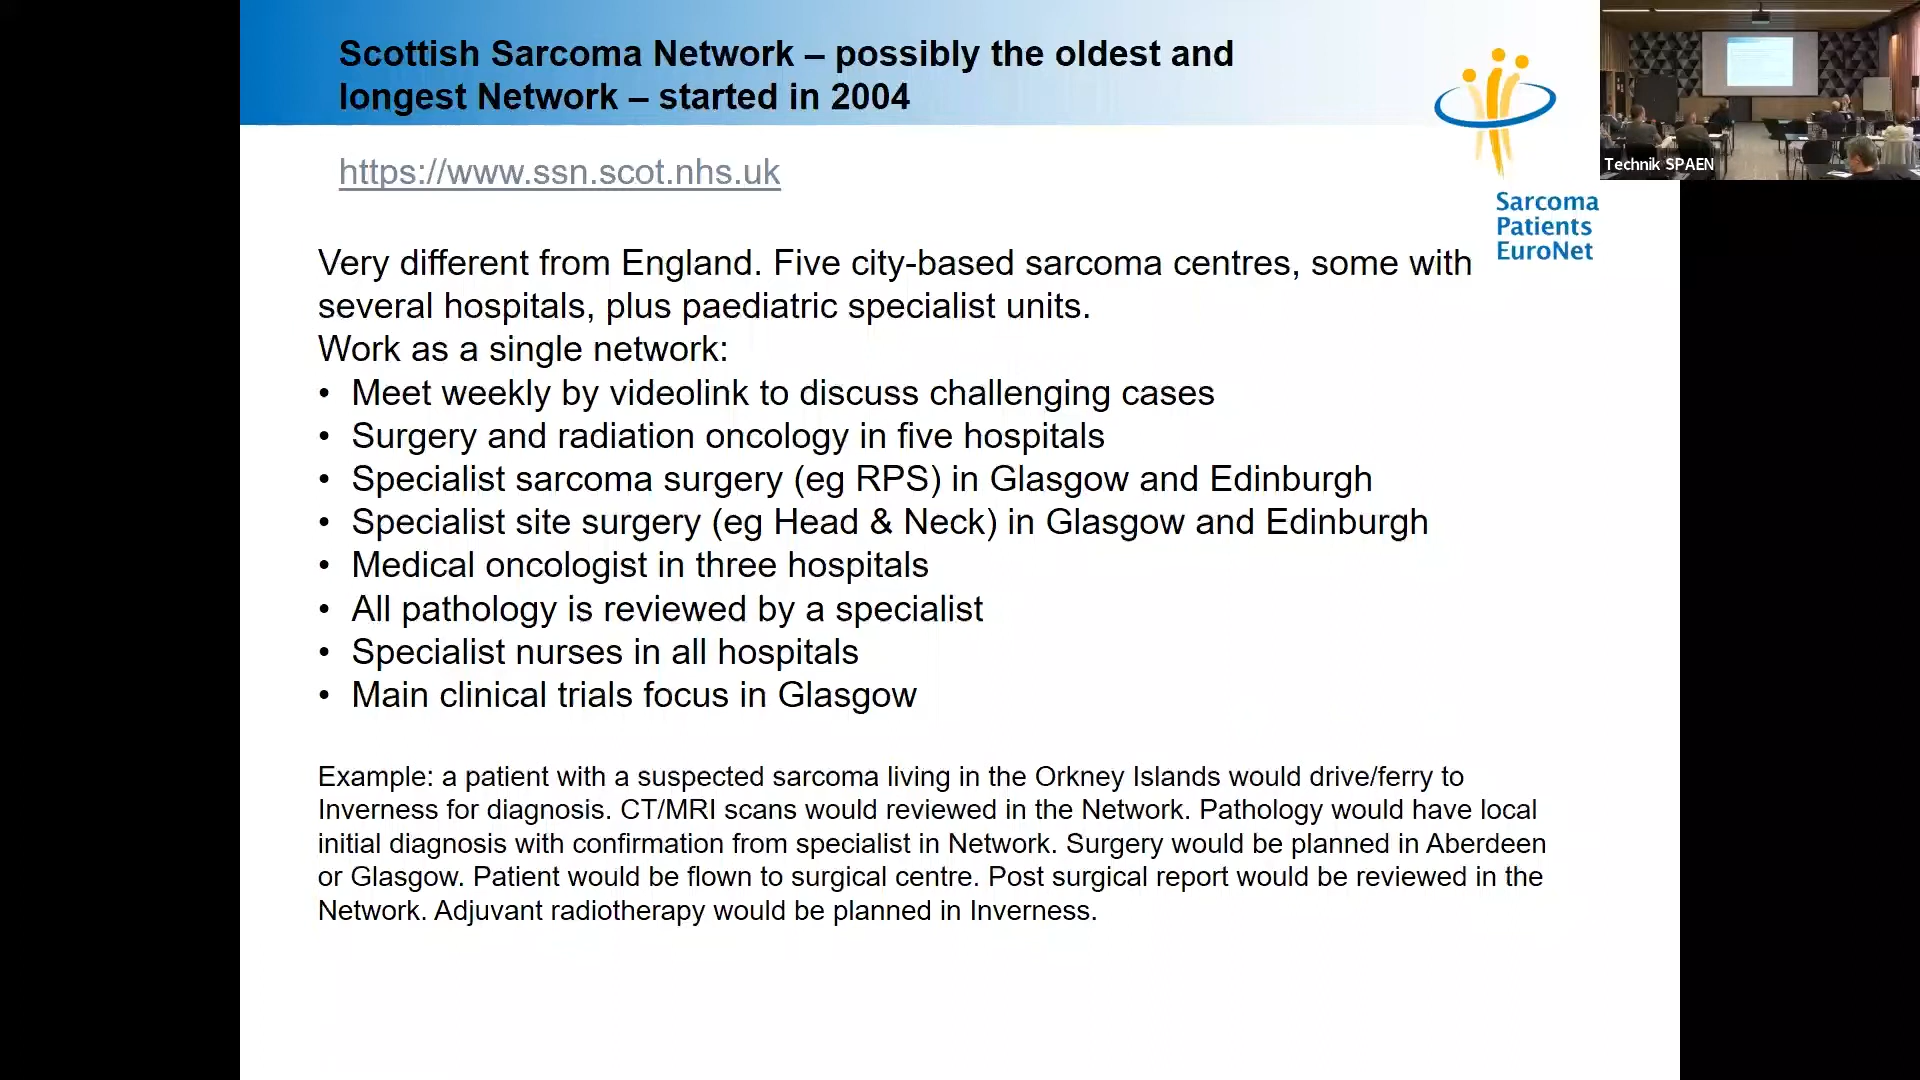 Scottish Sarcoma Network – possibly the oldest and
longest Network – started in 2004
https://www.ssn.scot.nhs.uk
Technik SPAEN
Sarcoma
Patients
EuroNet
Very different from England. Five city-based sarcoma centres, some with
several hospitals, plus paediatric specialist units.
Work as a single network:
• Meet weekly by videolink to discuss challenging cases
• Surgery and radiation oncology in five hospitals
• Specialist sarcoma surgery (eg RPS) in Glasgow and Edinburgh
• Specialist site surgery (eg Head & Neck) in Glasgow and Edinburgh
• Medical oncologist in three hospitals
• All pathology is reviewed by a specialist
• Specialist nurses in all hospitals
• Main clinical trials focus in Glasgow
Example: a patient with a suspected sarcoma living in the Orkney Islands would drive/ferry to
Inverness for diagnosis. CT/MRI scans would reviewed in the Network. Pathology would have local
initial diagnosis with confirmation from specialist in Network. Surgery would be planned in Aberdeen
or Glasgow. Patient would be flown to surgical centre. Post surgical report would be reviewed in the
Network. Adjuvant radiotherapy would be planned in Inverness.